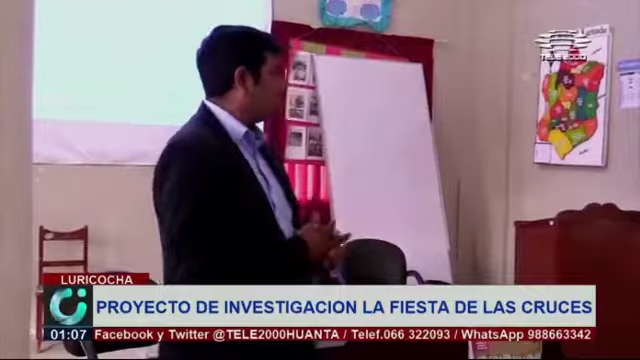 TELE2000
LURICOCHA
PROYECTO DE INVESTIGACION LA FIESTA DE LAS CRUCES
01:07 Facebook y Twitter @TELE2000HUANTA / Telef.066 322093 / WhatsApp 988663342